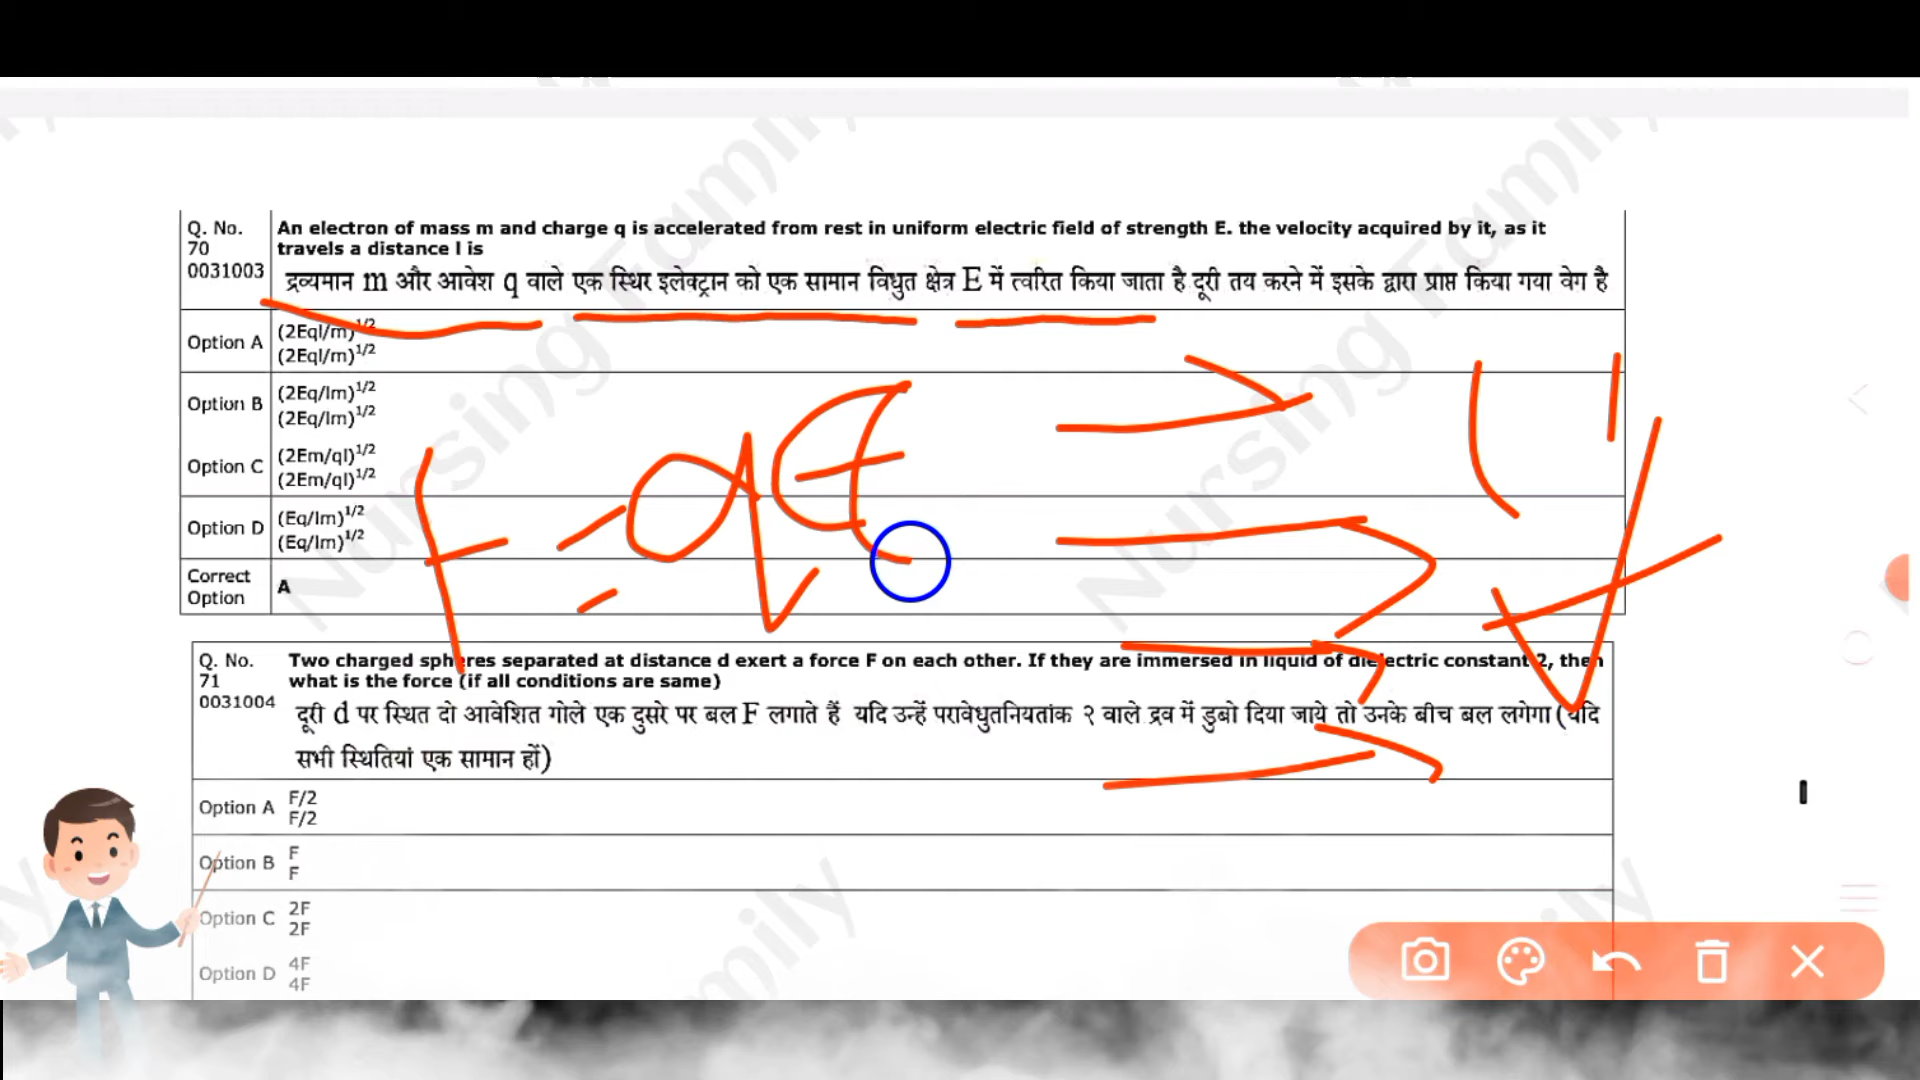 Q. No.
70
0031003
An electron of mass m and charge q is accelerated from rest in uniform electric field of strength E. the velocity acquired by it, as it
travels a distance l is
द्रव्यमान m और आवेश q वाले एक स्थिर इलेक्ट्रान को एक सामान विधुत क्षेत्र E में त्वरित किया जाता है दूरी तय करने में इसके द्वारा प्राप्त किया गया वेग है
Option A
(2Eql/m)^1/2
(2Eql/m)^1/2
Option B
(2Eq/lm)^1/2
(2Eq/lm)^1/2
Option C
(2Em/ql)^1/2
(2Em/ql)^1/2
Option D
(Eq/lm)^1/2
(Eq/lm)^1/2
Correct
Option
A
F = qE
Q. No.
71
0031004
Two charged spheres separated at distance d exert a force F on each other. If they are immersed in liquid of dielectric constant 2, then
what is the force (if all conditions are same)
दूरी d पर स्थित दो आवेशित गोले एक दुसरे पर बल F लगाते हैं यदि उन्हें परावेधुतनियतांक २ वाले द्रव में डुबो दिया जाये तो उनके बीच बल लगेगा (यदि
सभी स्थितियां एक सामान हों)
Option A
F/2
F/2
Option B
F
F
Option C
2F
2F
Option D
4F
4F
Nursing Family
Nursing Family